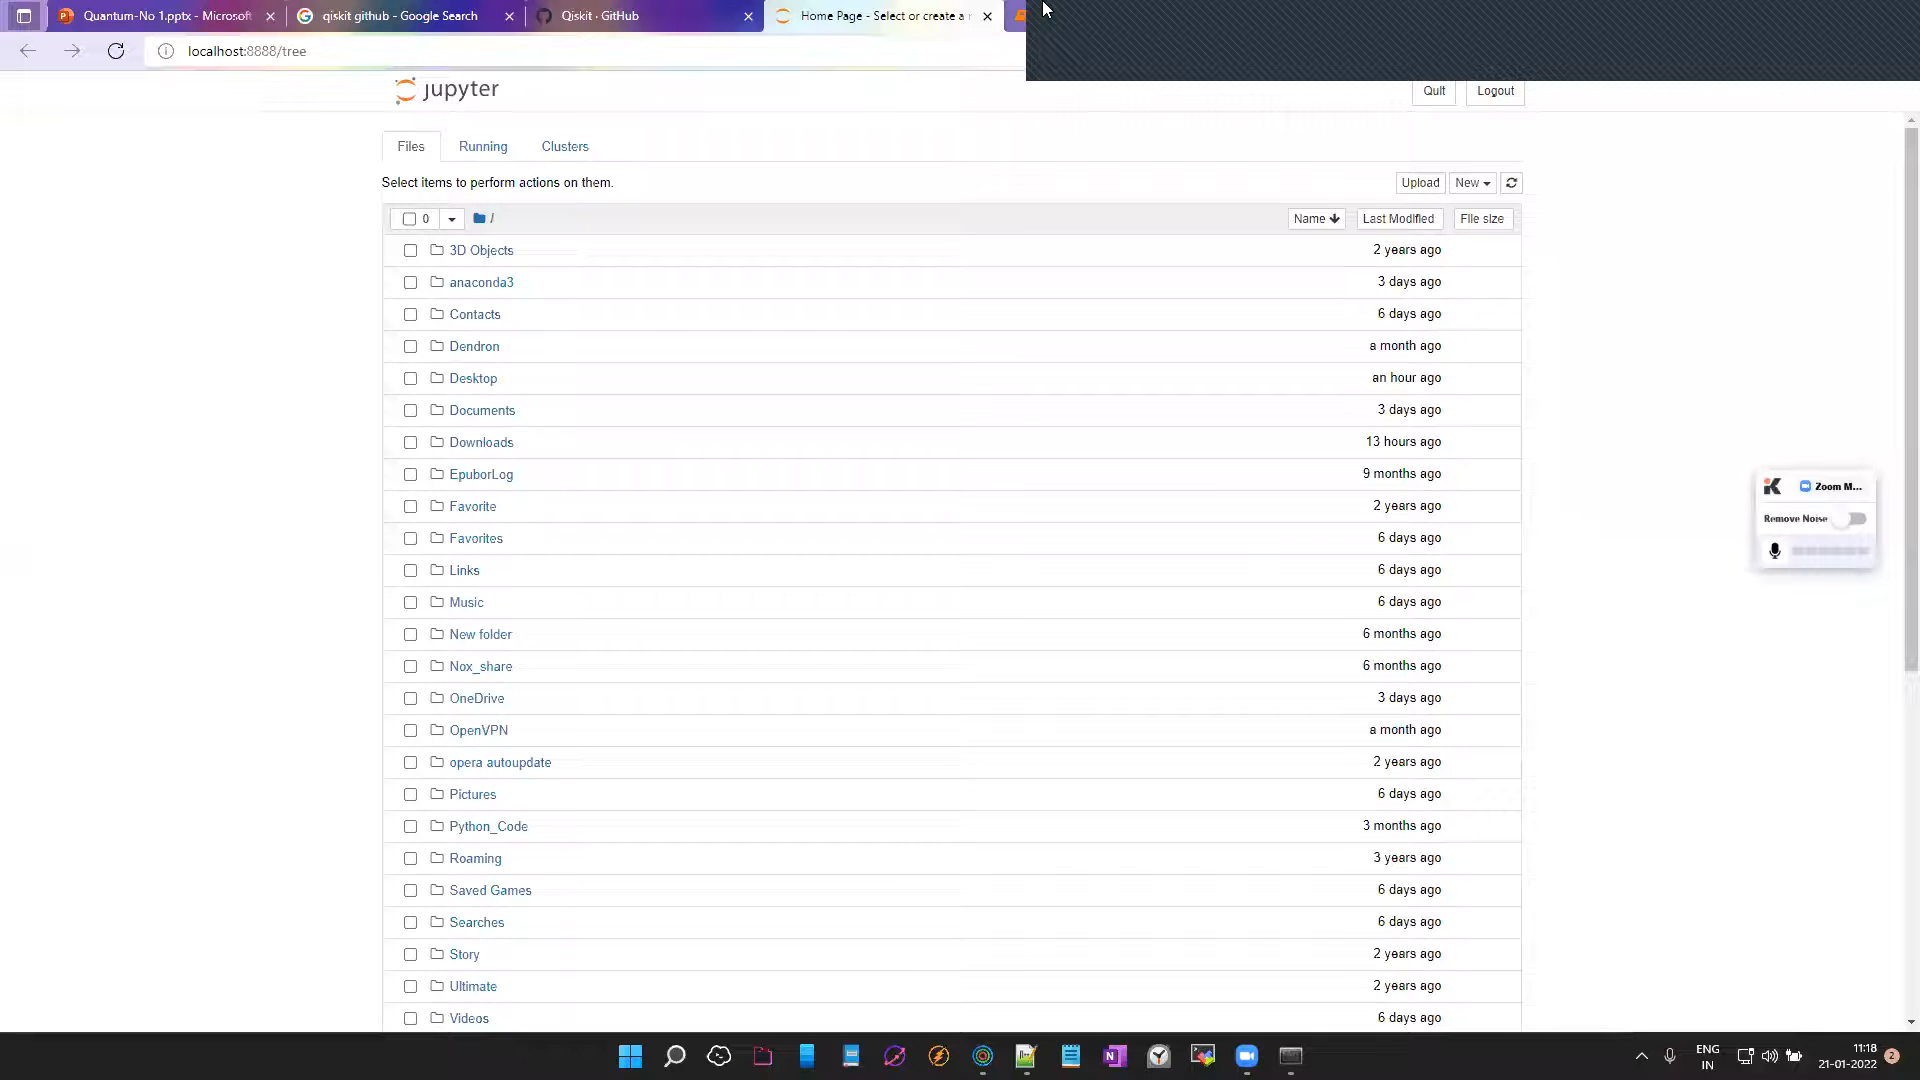 Quantum-No 1.pptx - Microsoft
qiskit github - Google Search
Qiskit · GitHub
Home Page - Select or create a
localhost:8888/tree
jupyter
Quit
Logout
Files
Running
Clusters
Select items to perform actions on them.
Upload
New
0
/
Name
Last Modified
File size
3D Objects
2 years ago
anaconda3
3 days ago
Contacts
6 days ago
Dendron
a month ago
Desktop
an hour ago
Documents
3 days ago
Downloads
13 hours ago
EpuborLog
9 months ago
Favorite
2 years ago
Favorites
6 days ago
Links
6 days ago
Music
6 days ago
New folder
6 months ago
Nox_share
6 months ago
OneDrive
3 days ago
OpenVPN
a month ago
opera autoupdate
2 years ago
Pictures
6 days ago
Python_Code
3 months ago
Roaming
3 years ago
Saved Games
6 days ago
Searches
6 days ago
Story
2 years ago
Ultimate
2 years ago
Videos
6 days ago
Zoom M...
Remove Noise
ENG
IN
11:18
21-01-2022
2